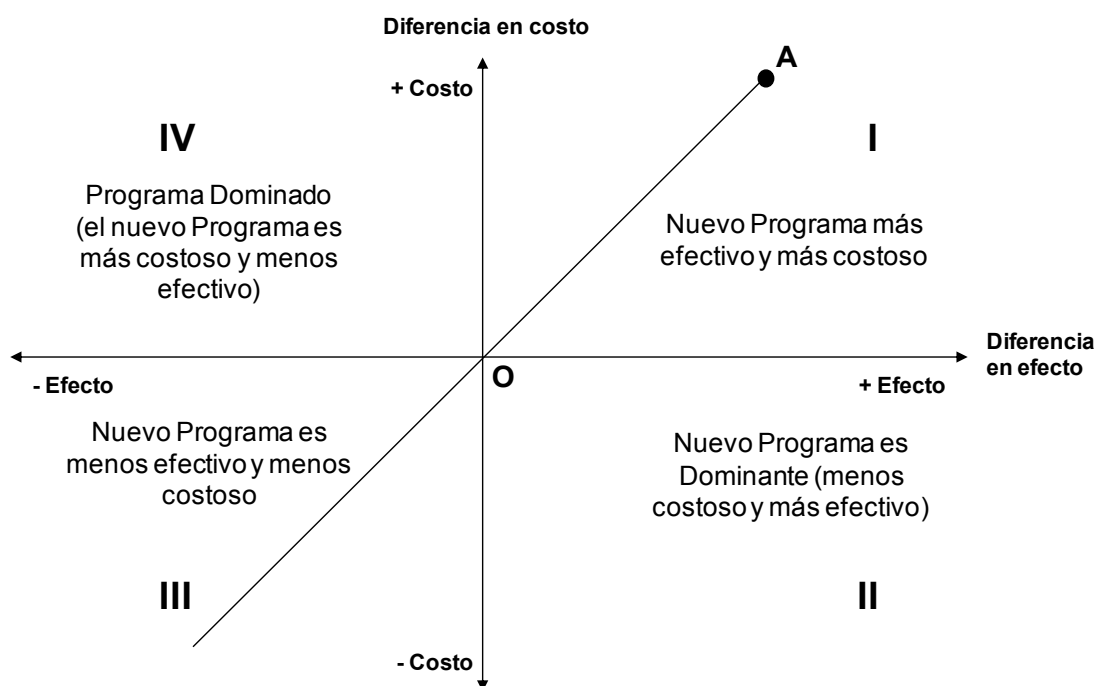 Diferencia en costo
A
+ Costo
IV
I
Programa Dominado
(el nuevo Programa es
más costoso y menos
efectivo)
Nuevo Programa más
efectivo y más costoso
Diferencia
en efecto
- Efecto
O
+ Efecto
Nuevo Programa es
menos efectivo y menos
costoso
Nuevo Programa es
Dominante (menos
costoso y más efectivo)
III
II
- Costo